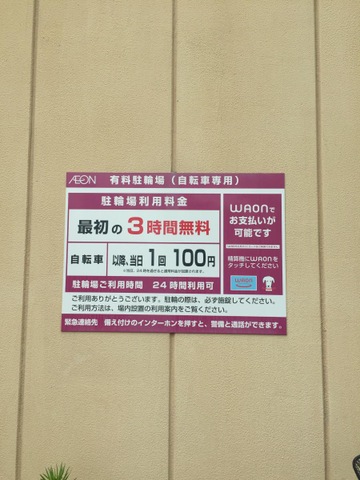 ÆON 有料駐輪場（自転車専用）
駐輪場利用料金
最初の 3時間無料
自転車 以降、当日1回 100円
駐輪場ご利用時間 24時間利用可
WAONで
お支払いが
可能です
精算機にWAONを
タッチしてください
WAON
ご利用ありがとうございます。駐輪の際は、必ず施錠してください。
ご利用方法は、場内設置の利用案内をご覧ください。
緊急連絡先 備え付けのインターホンを押すと、警備と通話ができます。